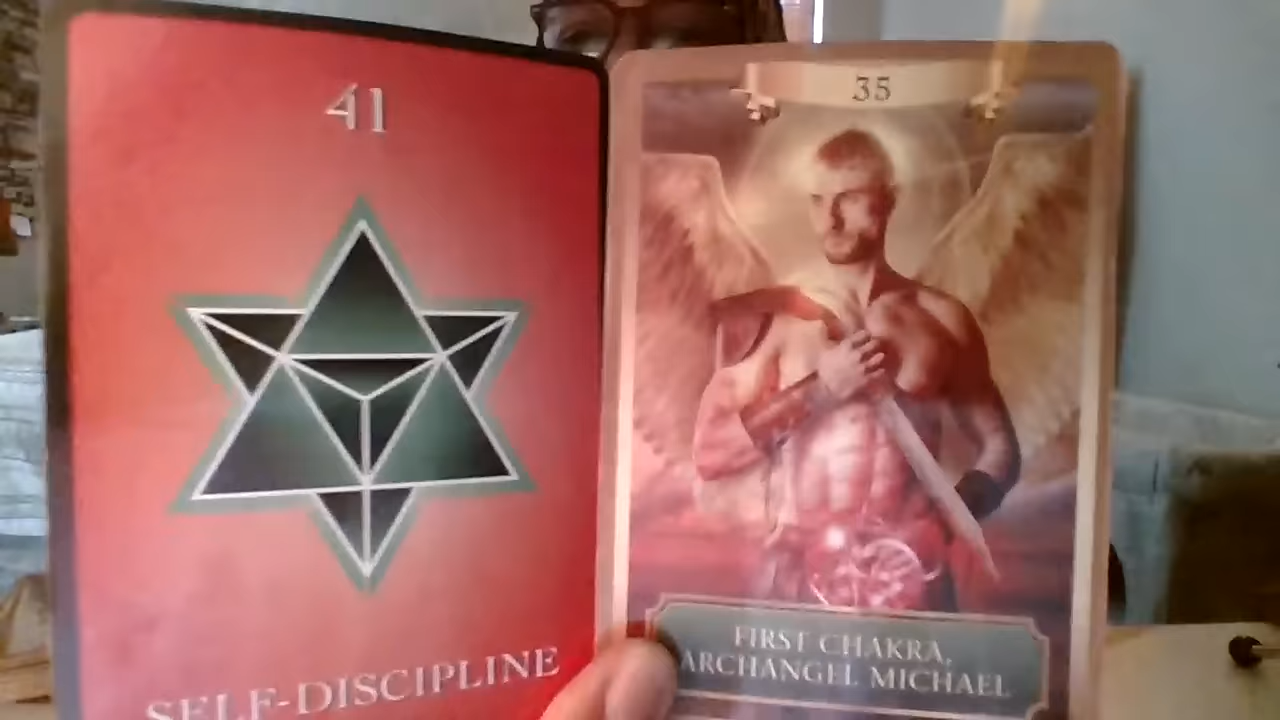 41
SELF-DISCIPLINE
35
FIRST CHAKRA,
ARCHANGEL MICHAEL